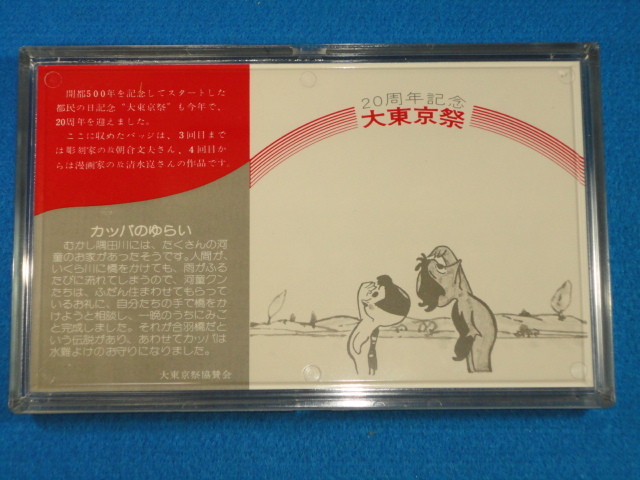 開都500年を記念してスタートした
都民の日記念“大東京祭”も今年で、
20周年を迎えました。
ここに収めたバッジは、3回目まで
は彫刻家の故朝倉文夫さん、4回目か
らは漫画家の故清水崑さんの作品です。
カッパのゆらい
むかし隅田川には、たくさんの河
童のお家があったそうです。人間が、
いくら川に橋をかけても、雨がふる
たびに流れてしまうので、河童クン
たちは、ふだん住まわせてもらって
いるお礼に、自分たちの手で橋をか
けようと相談し、一晩のうちにみご
と完成しました。それが合羽橋だと
いう伝説があり、あわせてカッパは
水難よけのお守りになりました。
大東京祭協賛会
20周年記念
大東京祭